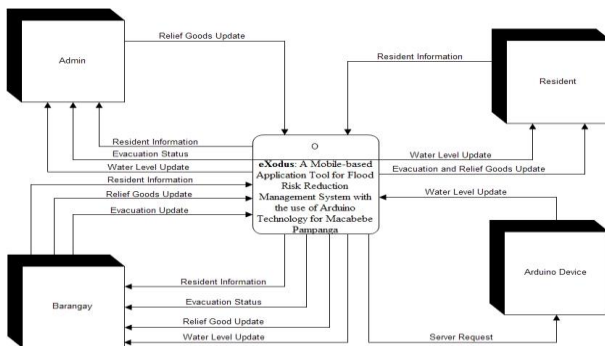 Relief Goods Update
Admin
Resident Information
Resident
Resident Information
Evacuation Status
Water Level Update
Resident Information
Relief Goods Update
Evacuation Update
O
eXodus: A Mobile-based
Application Tool for Flood
Risk Reduction
Management System with
the use of Arduino
Technology for Macabebe
Pampanga
Water Level Update
Evacuation and Relief Goods Update
Water Level Update
Arduino Device
Barangay
Resident Information
Evacuation Status
Relief Good Update
Water Level Update
Server Request